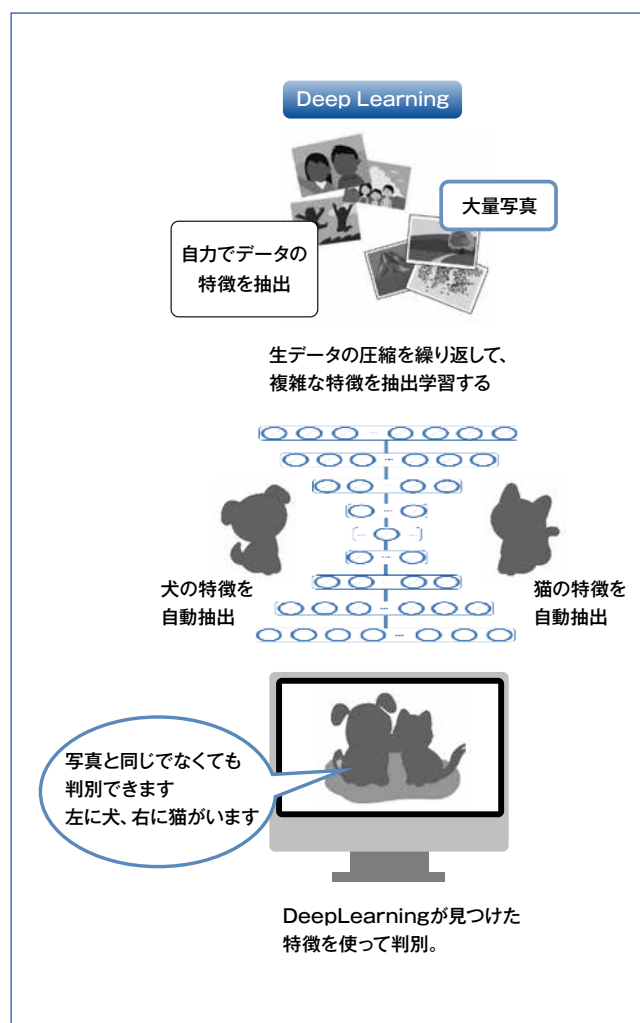 Deep Learning
大量写真
自力でデータの
特徴を抽出
生データの圧縮を繰り返して、
複雑な特徴を抽出学習する
犬の特徴を
自動抽出
猫の特徴を
自動抽出
写真と同じでなくても
判別できます
左に犬、右に猫がいます
DeepLearningが見つけた
特徴を使って判別。